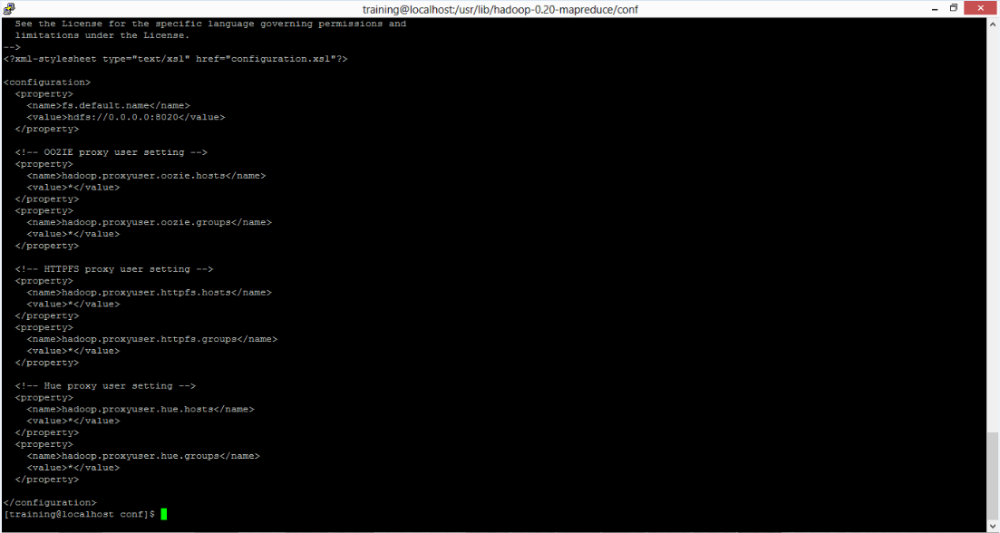 training@localhost:/usr/lib/hadoop-0.20-mapreduce/conf
See the License for the specific language governing permissions and
limitations under the License.
-->
<?xml-stylesheet type="text/xsl" href="configuration.xsl"?>
<configuration>
<property>
<name>fs.default.name</name>
<value>hdfs://0.0.0.0:8020</value>
</property>
<!-- OOZIE proxy user setting -->
<property>
<name>hadoop.proxyuser.oozie.hosts</name>
<value>*</value>
</property>
<property>
<name>hadoop.proxyuser.oozie.groups</name>
<value>*</value>
</property>
<!-- HTTPFS proxy user setting -->
<property>
<name>hadoop.proxyuser.httpfs.hosts</name>
<value>*</value>
</property>
<property>
<name>hadoop.proxyuser.httpfs.groups</name>
<value>*</value>
</property>
<!-- Hue proxy user setting -->
<property>
<name>hadoop.proxyuser.hue.hosts</name>
<value>*</value>
</property>
<property>
<name>hadoop.proxyuser.hue.groups</name>
<value>*</value>
</property>
</configuration>
[training@localhost conf]$